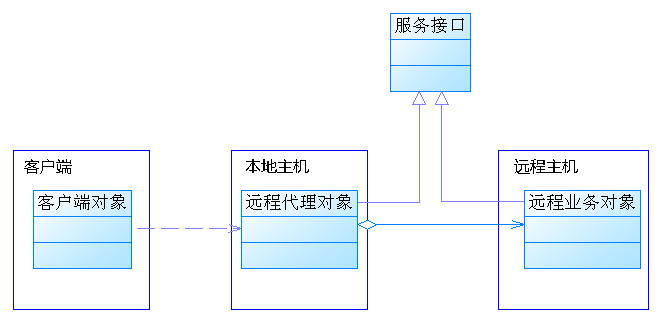 服务接口
客户端
本地主机
远程主机
客户端对象
远程代理对象
远程业务对象